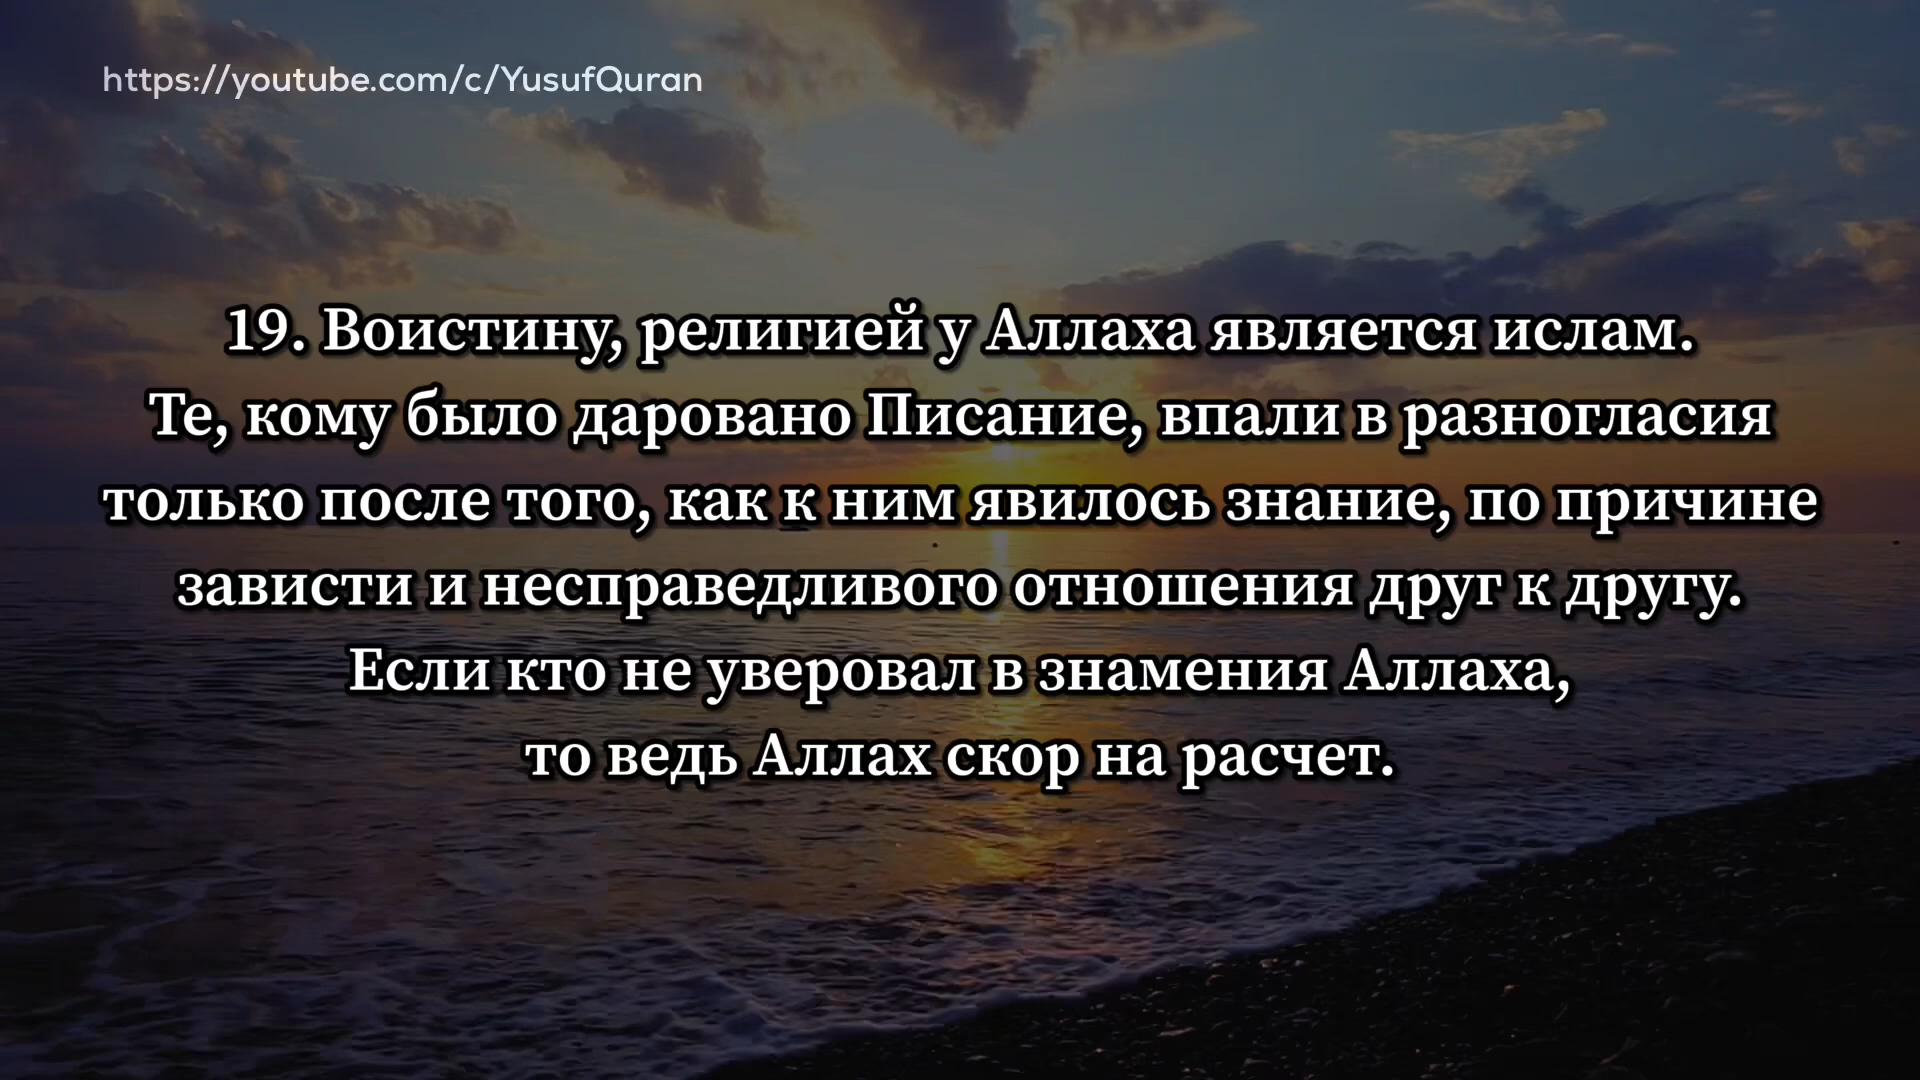 https://youtube.com/c/YusufQuran
19. Воистину, религией у Аллаха является ислам.
Те, кому было даровано Писание, впали в разногласия
только после того, как к ним явилось знание, по причине
зависти и несправедливого отношения друг к другу.
Если кто не уверовал в знамения Аллаха,
то ведь Аллах скор на расчет.